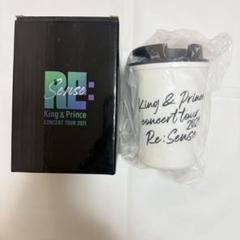 RE:
Sense
King & Prince
CONCERT TOUR 2021
King & Prince
concert tour
2021
Re:Sense